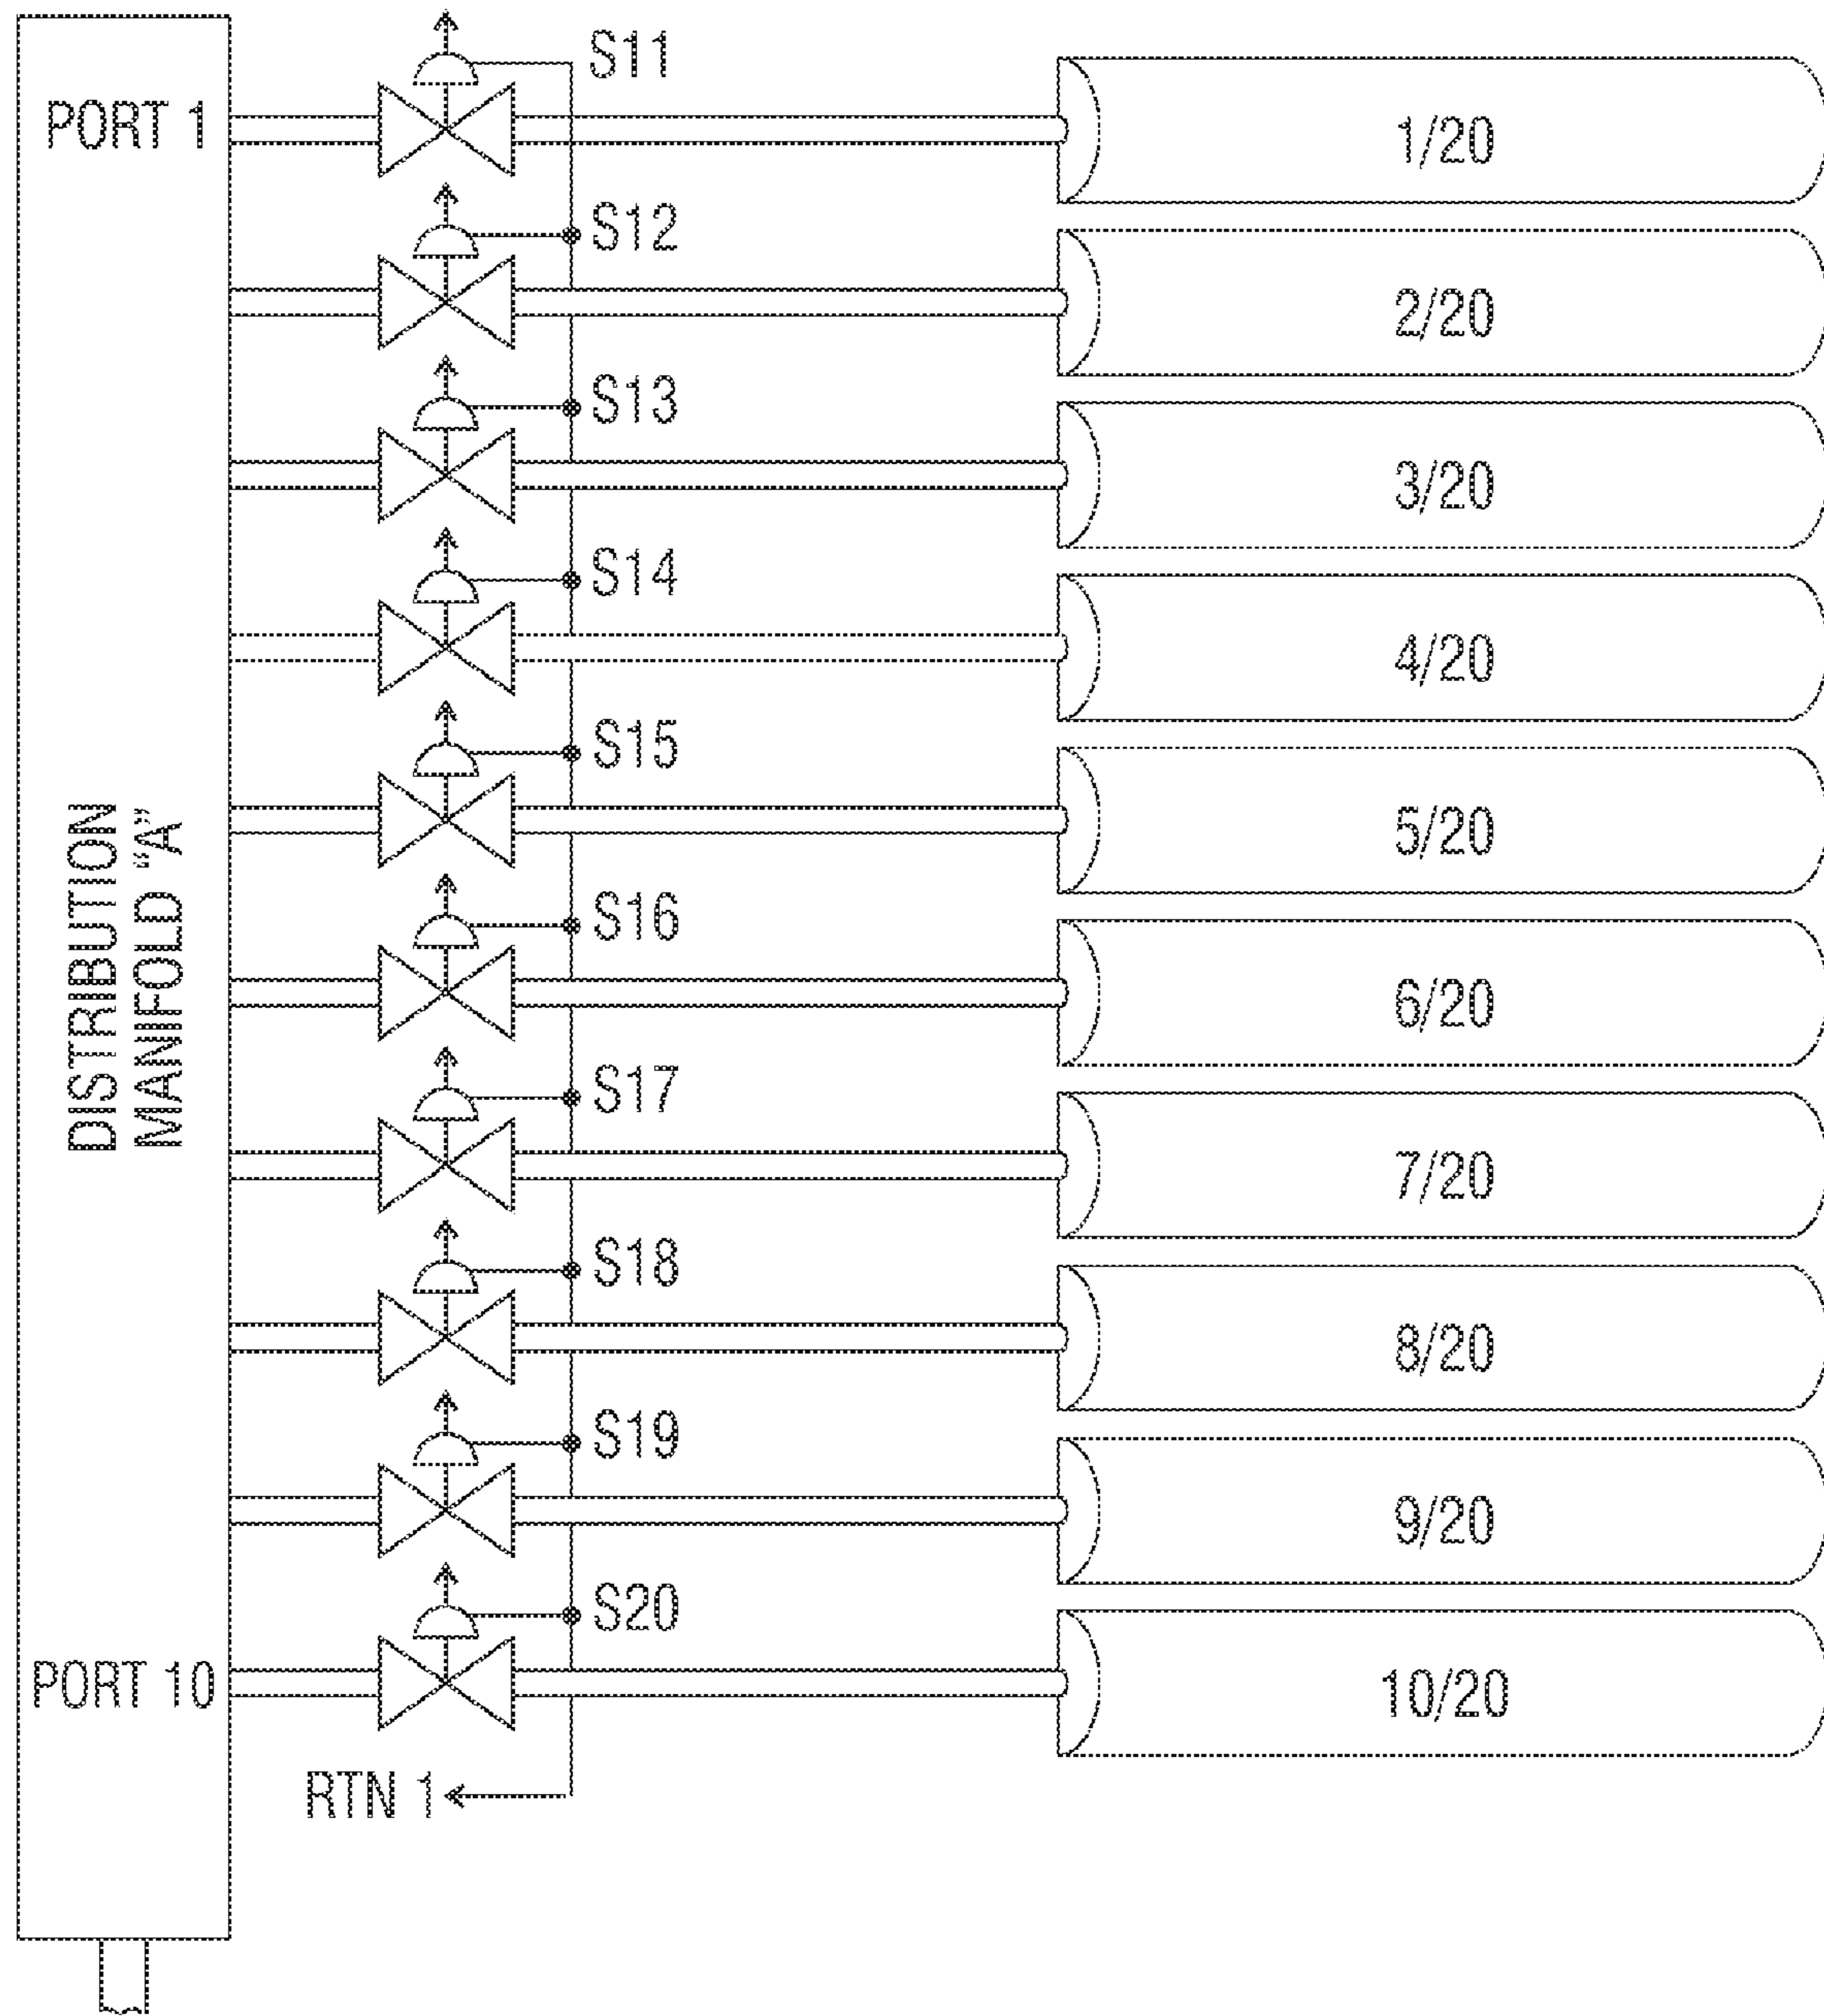 S11
PORT 1
1/20
S12
2/20
S13
3/20
S14
4/20
S15
5/20
DISTRIBUTION
MANIFOLD "A"
S16
6/20
S17
7/20
S18
8/20
S19
9/20
S20
PORT 10
10/20
RTN 1